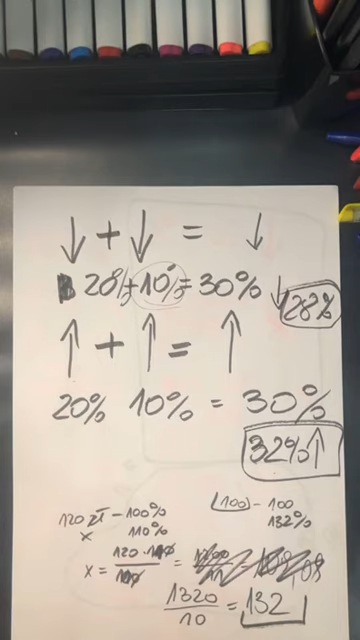 ↓ + ↓ = ↓
20% + 10% = 30% ↓ 28%
↑ + ↑ = ↑
20% 10% = 30%
32% ↑
120 zł - 100%
x 110%
100 - 100
132%
x = 120 · 110 / 100 =
1320 / 10 = 132